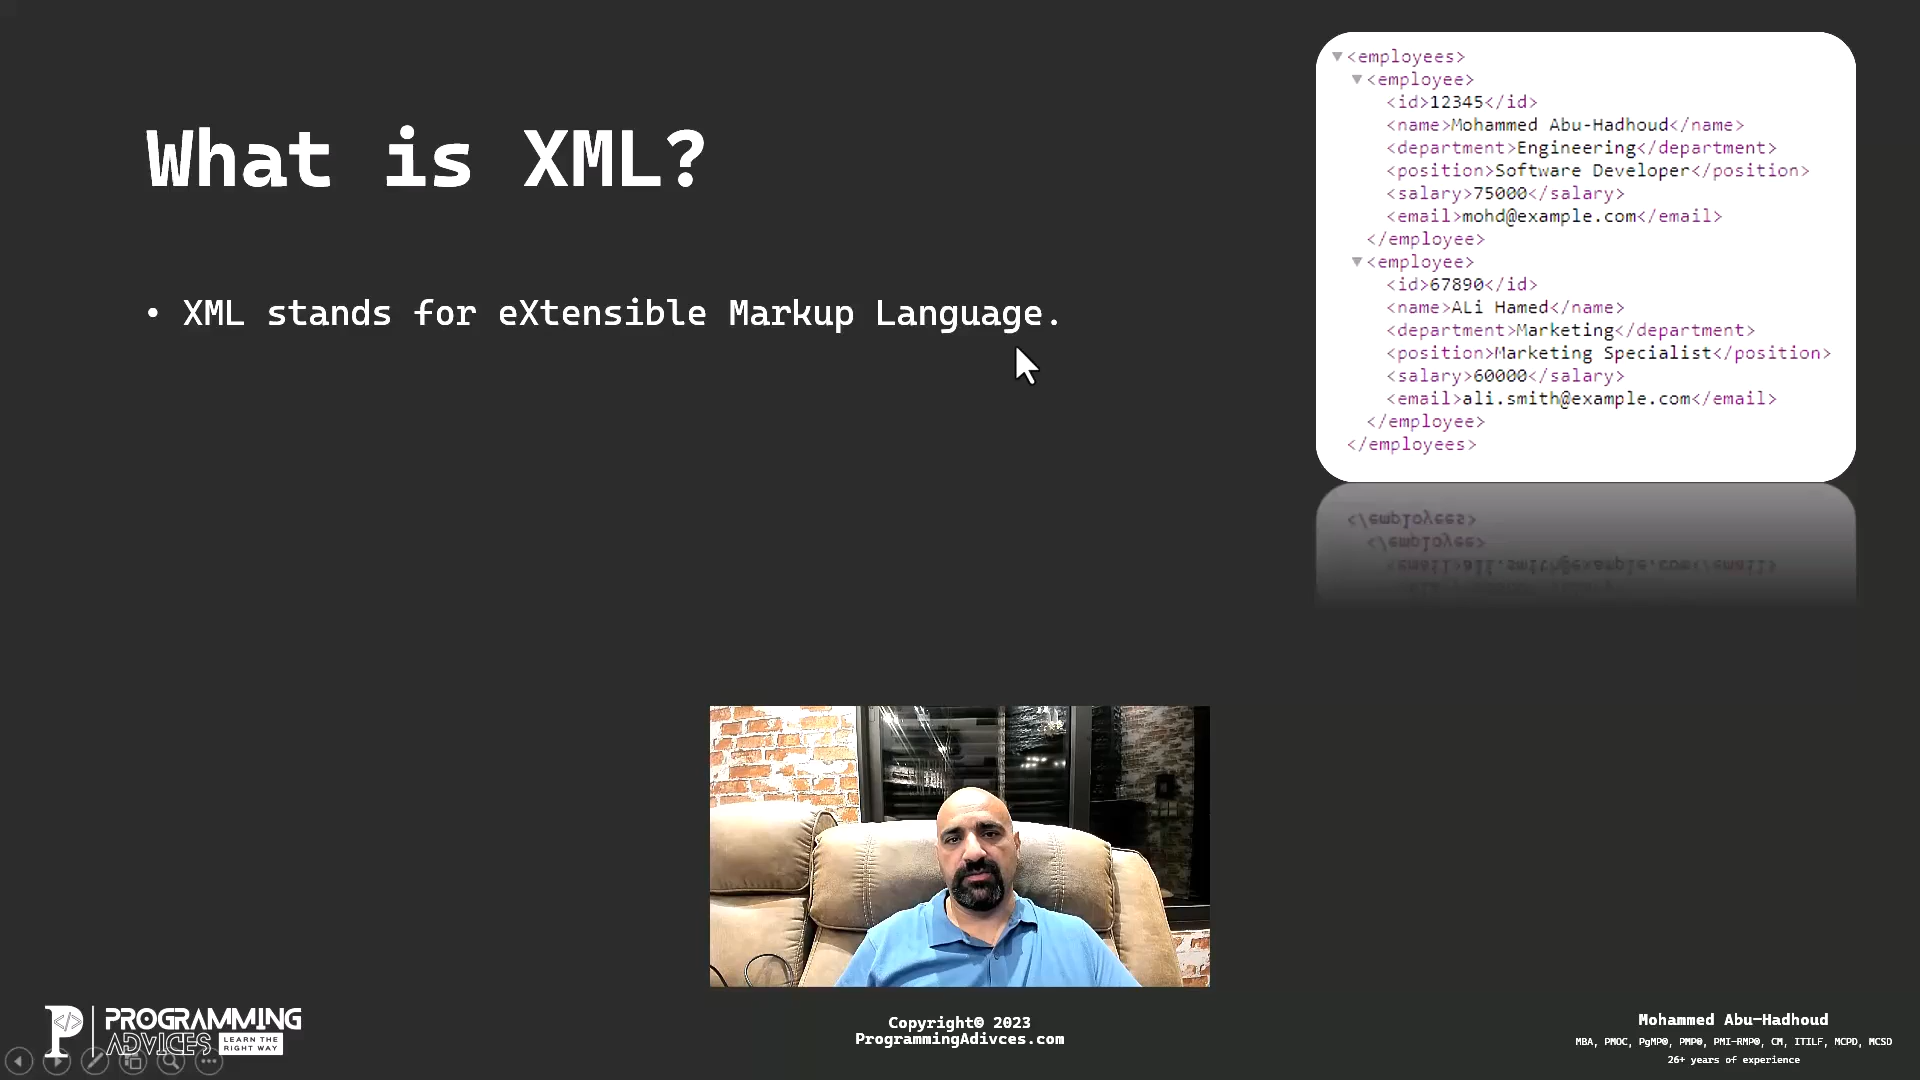 What is XML?
• XML stands for eXtensible Markup Language.
<employees>
<employee>
<id>12345</id>
<name>Mohammed Abu-Hadhoud</name>
<department>Engineering</department>
<position>Software Developer</position>
<salary>75000</salary>
<email>mohd@example.com</email>
</employee>
<employee>
<id>67890</id>
<name>ALi Hamed</name>
<department>Marketing</department>
<position>Marketing Specialist</position>
<salary>60000</salary>
<email>ali.smith@example.com</email>
</employee>
</employees>
PROGRAMMING
ADVICES
LEARN THE
RIGHT WAY
Copyright© 2023
ProgrammingAdivces.com
Mohammed Abu-Hadhoud
MBA, PMOC, PgMP®, PMP®, PMI-RMP®, CM, ITILF, MCPD, MCSD
26+ years of experience